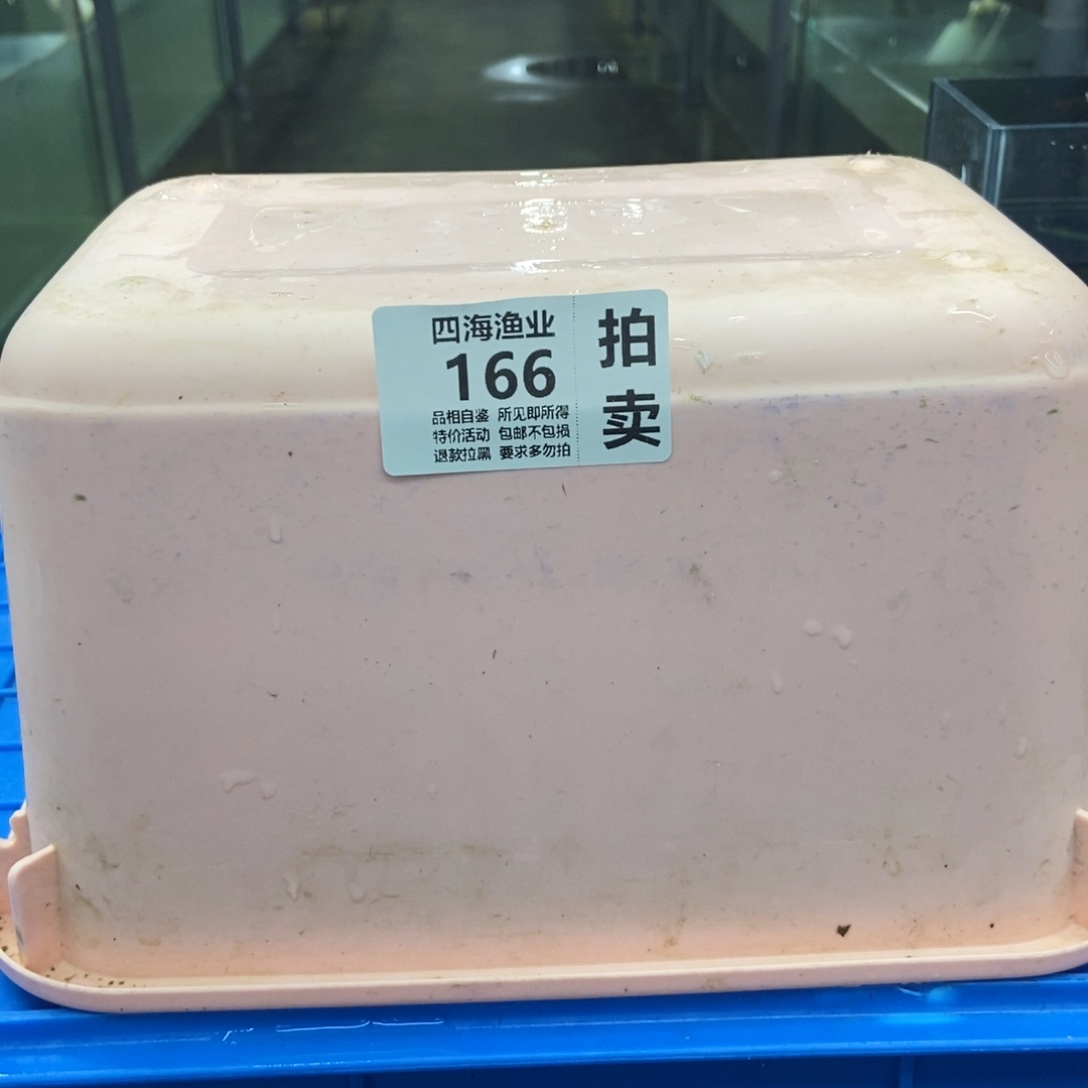 四海渔业
166
品相自鉴 所见即所得
特价活动 包邮不包损
退款拉黑 要求多勿拍
拍卖